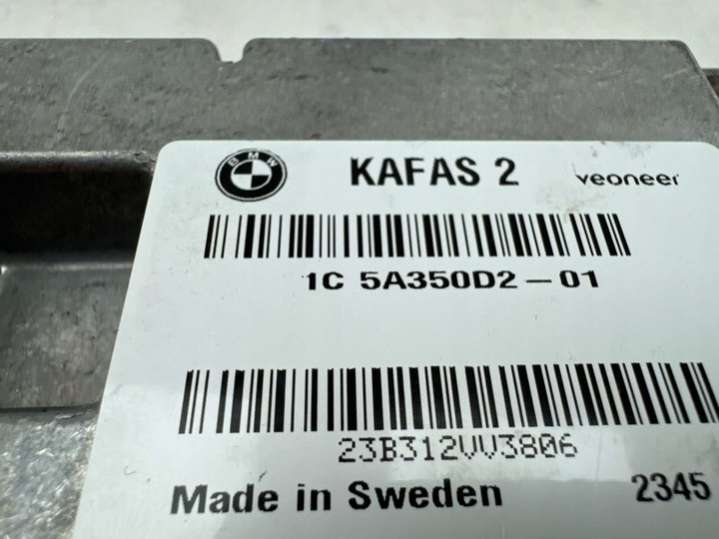 BMW KAFAS 2 veoneer
1C 5A350D2-01
23B312VV3806
Made in Sweden 2345